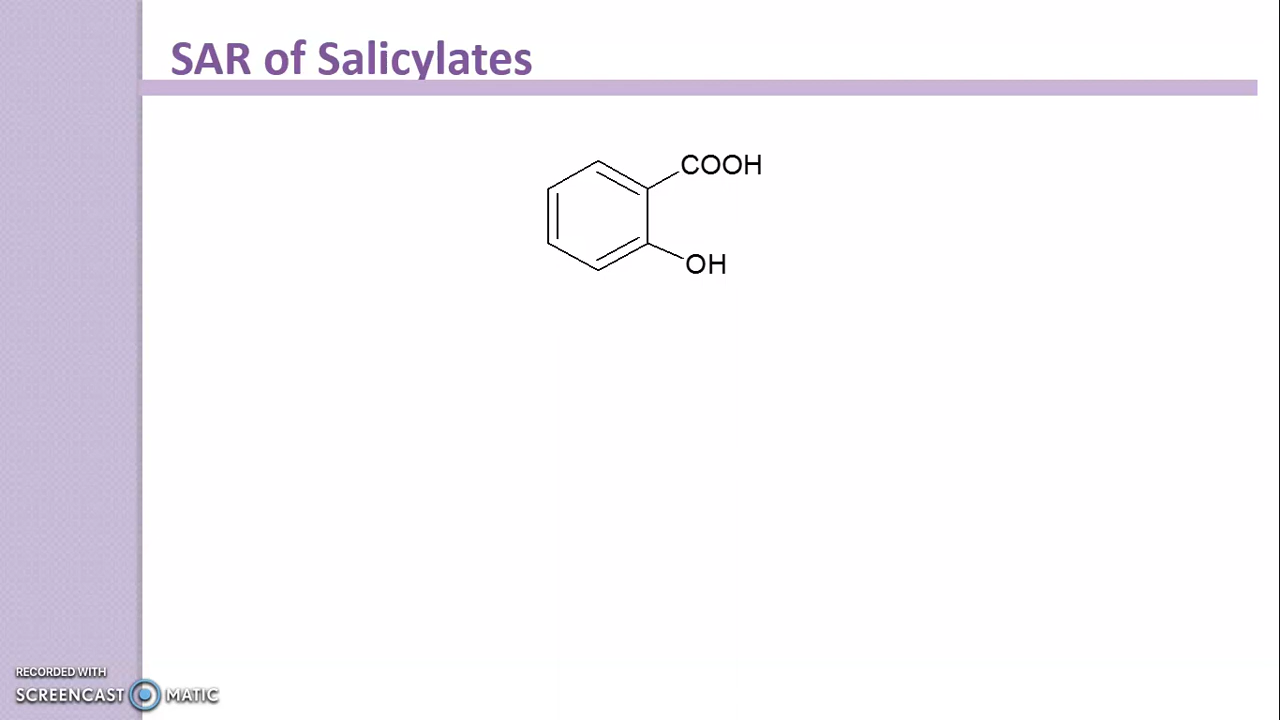 SAR of Salicylates
COOH
OH
RECORDED WITH
SCREENCAST MATIC